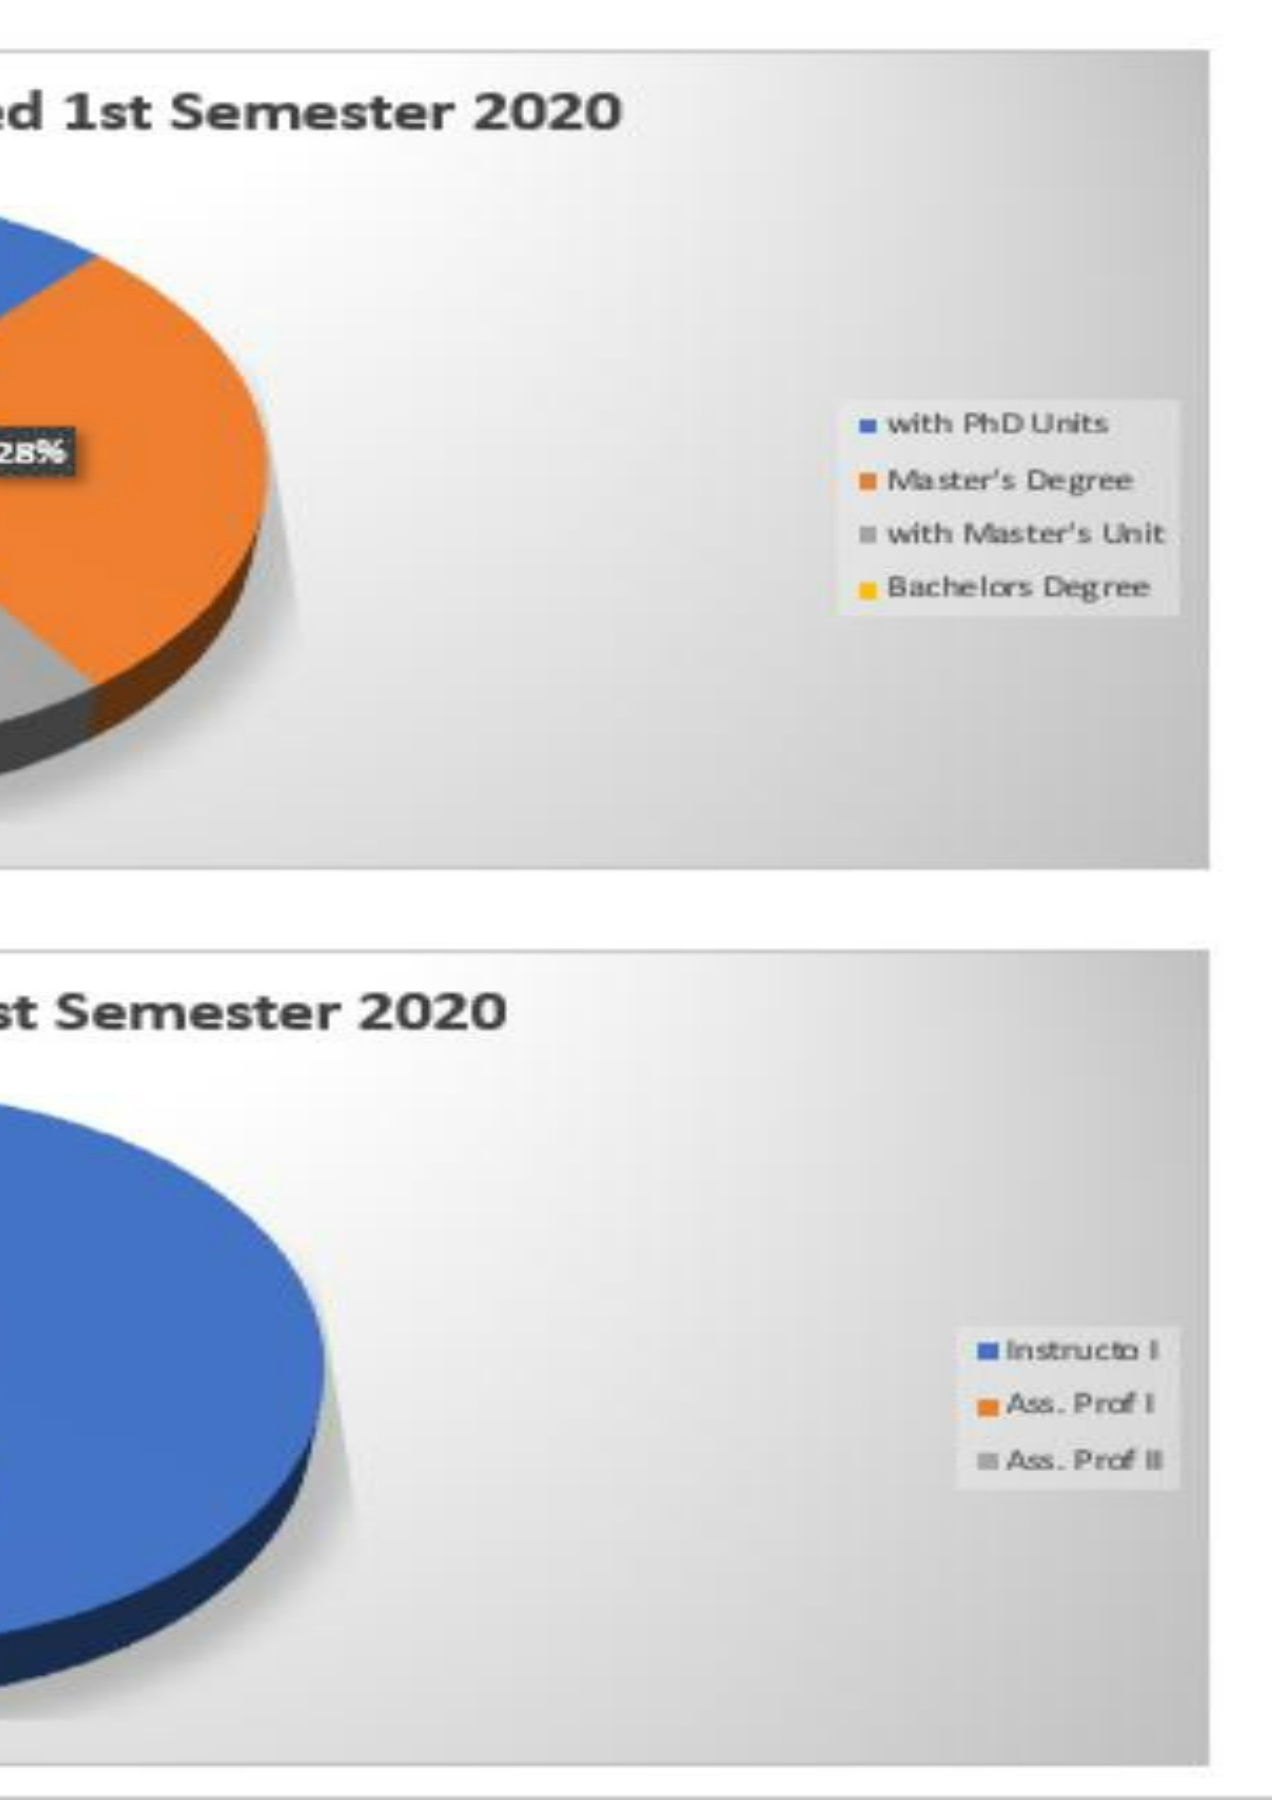 ed 1st Semester 2020
28%
with PhD Units
Master's Degree
with Master's Unit
Bachelors Degree
st Semester 2020
Instructo I
Ass. Prof I
Ass. Prof II